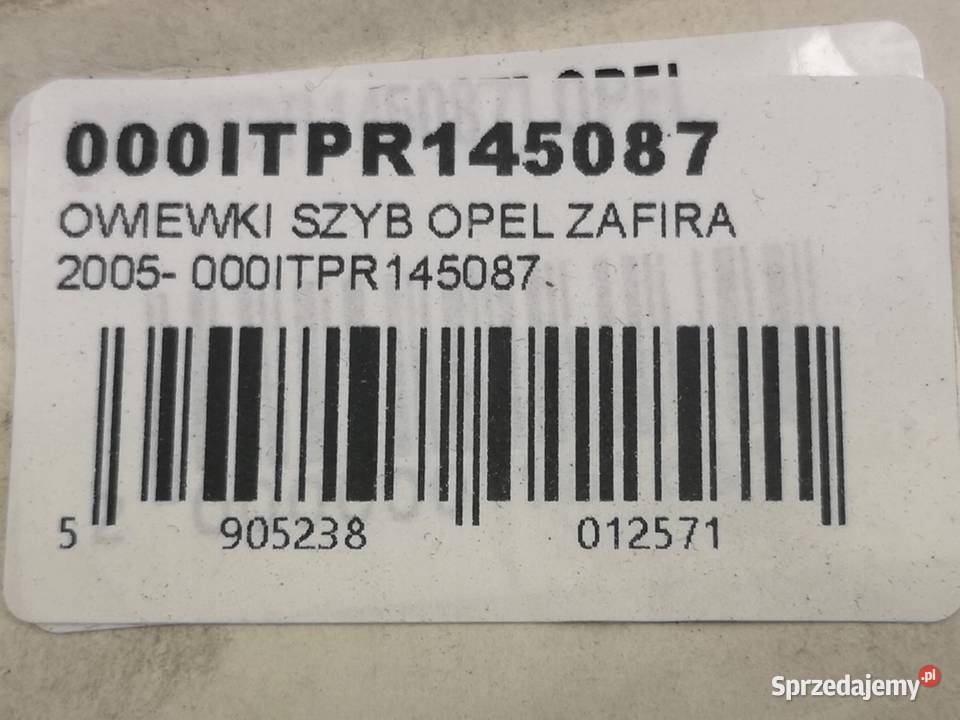 000ITPR145087
OWIEWKI SZYB OPEL ZAFIRA
2005- 000ITPR145087
5 905238 012571
Sprzedajemy.pl